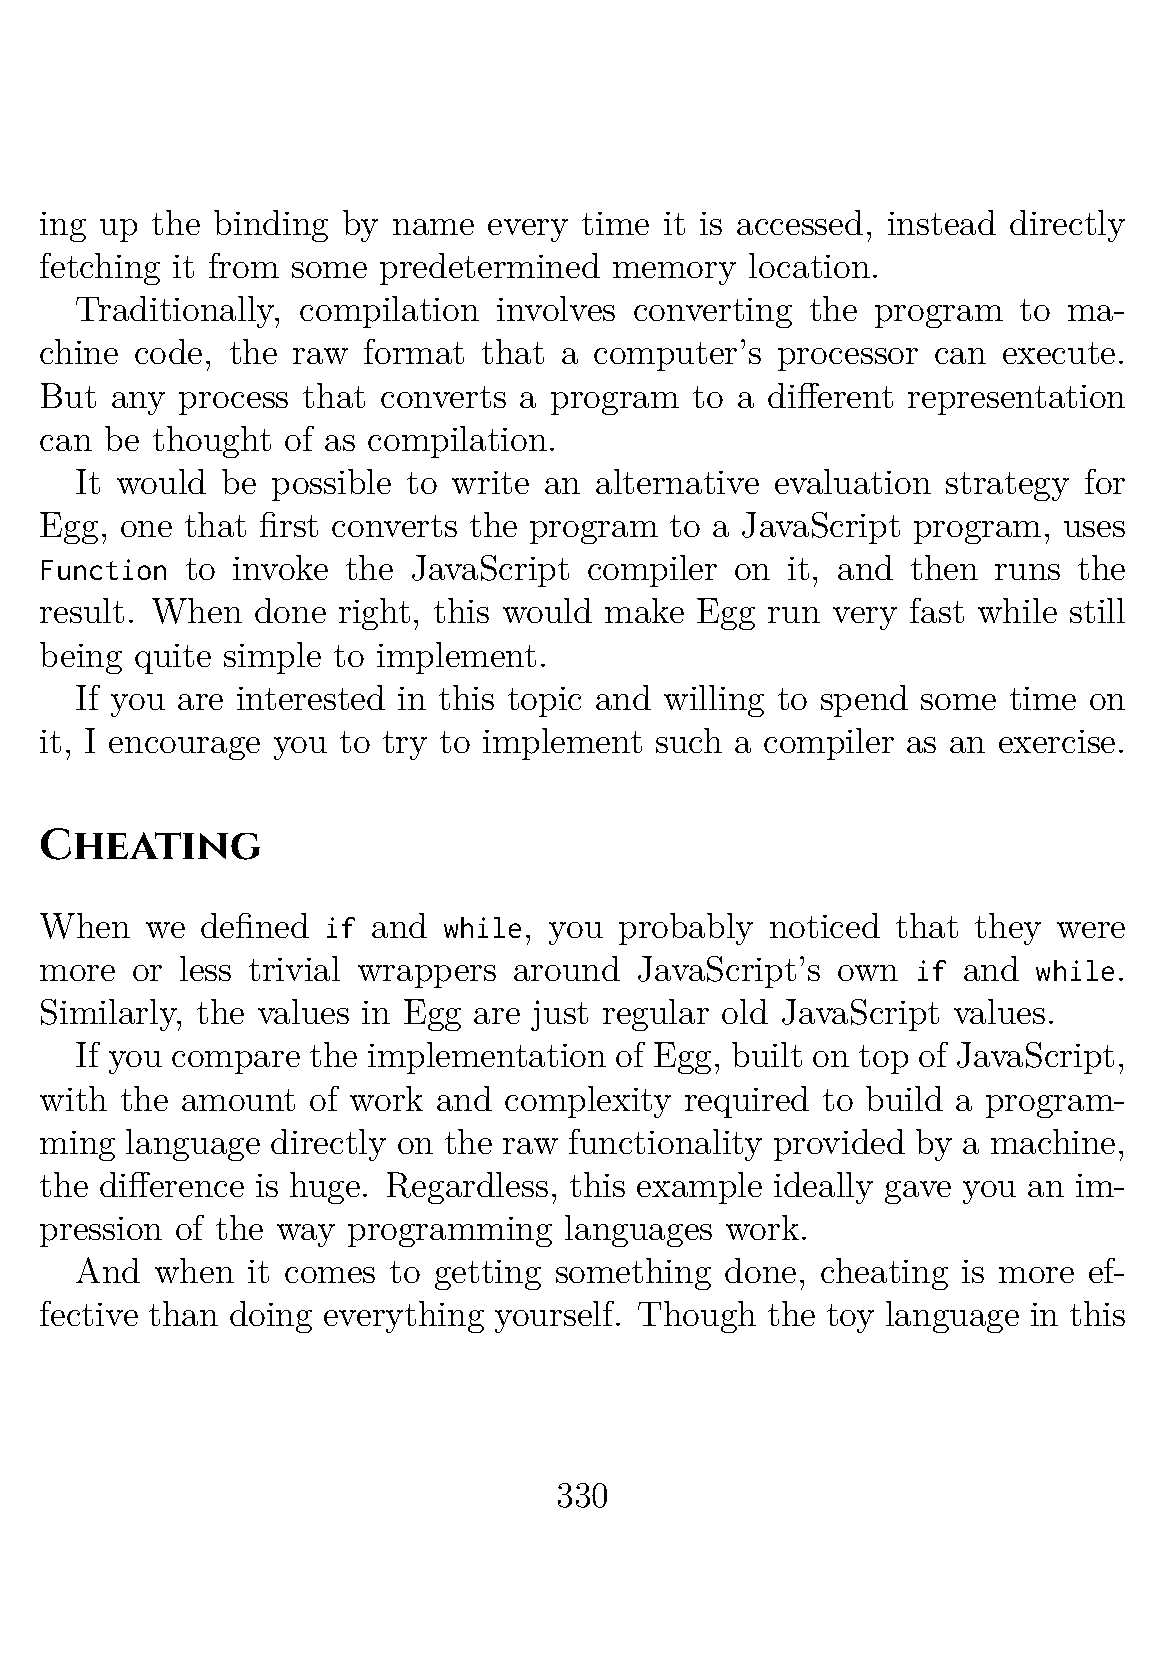 ing up the binding by name every time it is accessed, instead directly
fetching it from some predetermined memory location.
Traditionally, compilation involves converting the program to ma-
chine code, the raw format that a computer's processor can execute.
But any process that converts a program to a different representation
can be thought of as compilation.
It would be possible to write an alternative evaluation strategy for
Egg, one that first converts the program to a JavaScript program, uses
Function to invoke the JavaScript compiler on it, and then runs the
result. When done right, this would make Egg run very fast while still
being quite simple to implement.
If you are interested in this topic and willing to spend some time on
it, I encourage you to try to implement such a compiler as an exercise.
Cheating
When we defined if and while, you probably noticed that they were
more or less trivial wrappers around JavaScript's own if and while.
Similarly, the values in Egg are just regular old JavaScript values.
If you compare the implementation of Egg, built on top of JavaScript,
with the amount of work and complexity required to build a program-
ming language directly on the raw functionality provided by a machine,
the difference is huge. Regardless, this example ideally gave you an im-
pression of the way programming languages work.
And when it comes to getting something done, cheating is more ef-
fective than doing everything yourself. Though the toy language in this
330